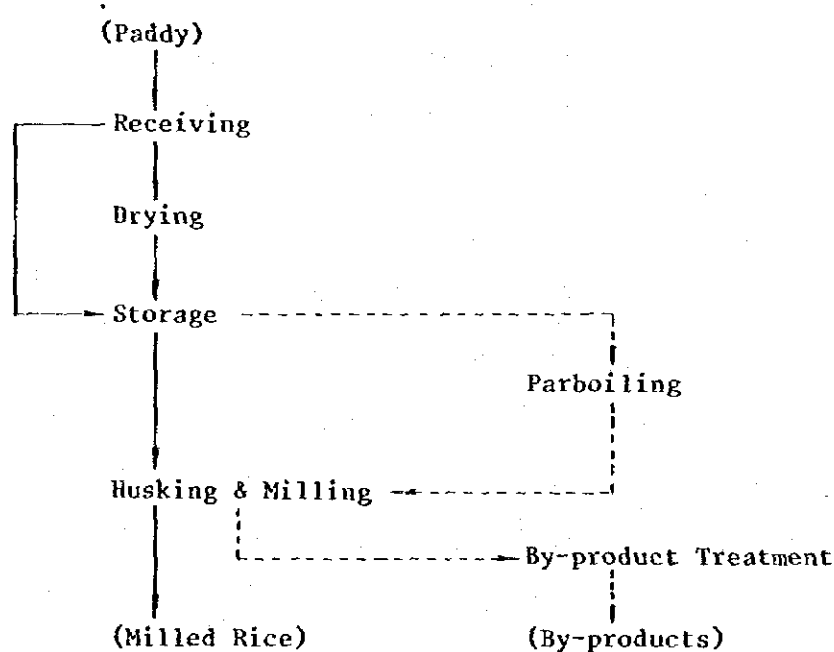 (Paddy)
Receiving
Drying
Storage
Parboiling
Husking & Milling
By-product Treatment
(Milled Rice)
(By-products)